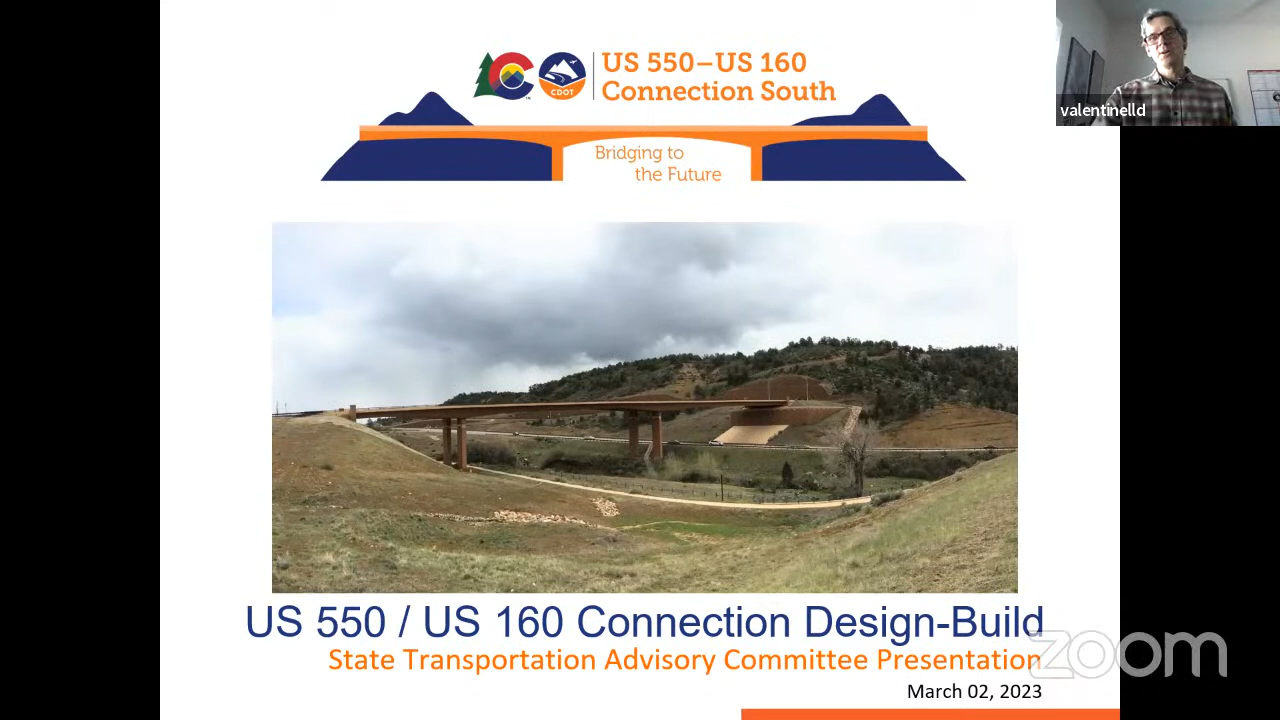 US 550–US 160
Connection South
CDOT
Bridging to
the Future
valentinelld
US 550 / US 160 Connection Design-Build
State Transportation Advisory Committee Presentation
March 02, 2023
zoom